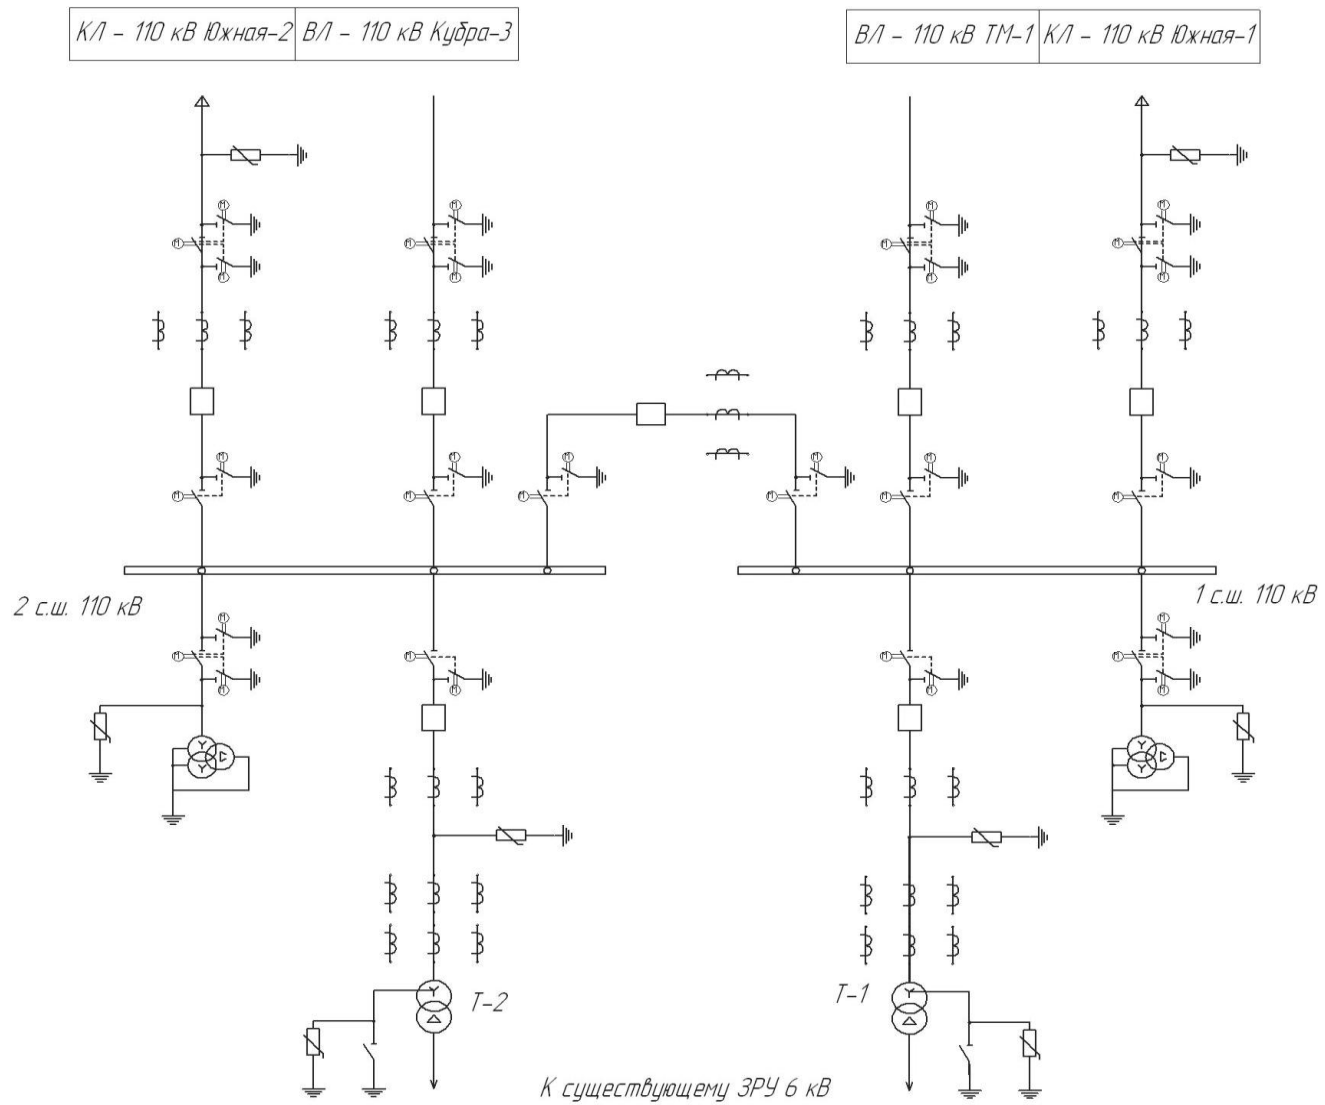 КЛ - 110 кВ Южная-2
ВЛ - 110 кВ Кудра-3
ВЛ - 110 кВ ТМ-1
КЛ - 110 кВ Южная-1
2 с.ш. 110 кВ
1 с.ш. 110 кВ
Т-2
Т-1
К существующему ЗРУ 6 кВ